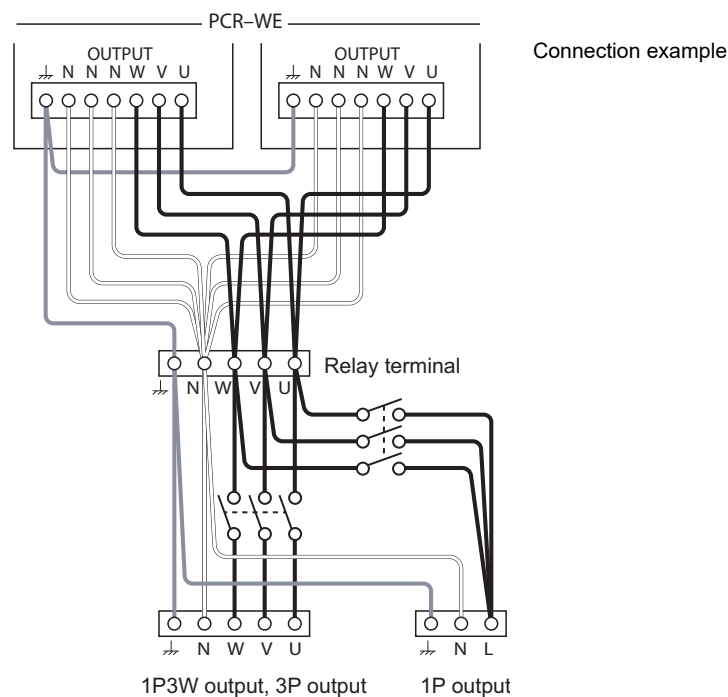 PCR–WE
Connection example
OUTPUT
N N N W V U
OUTPUT
N N N W V U
Relay terminal
N W V U
N W V U
N L
1P3W output, 3P output
1P output